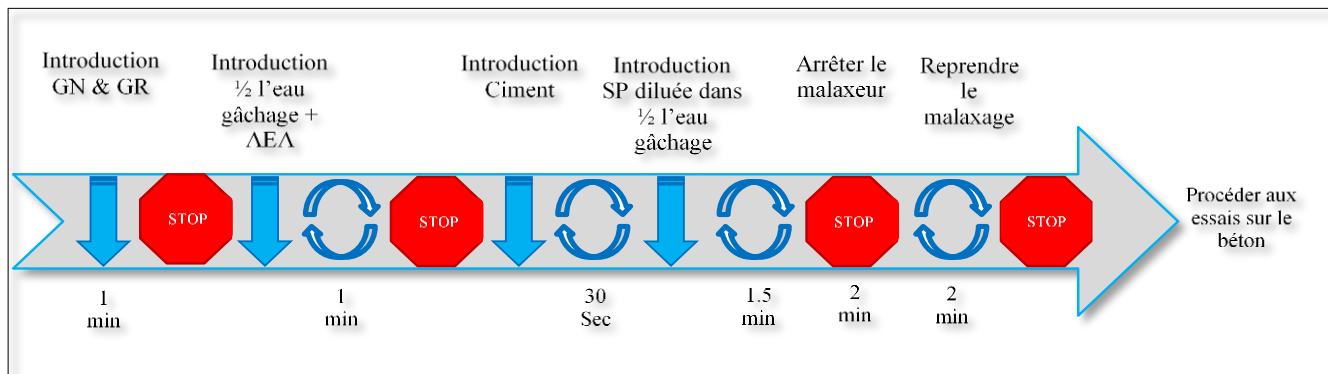 Introduction
GN & GR
Introduction
½ l’eau
gâchage +
ΛEΛ
Introduction
Ciment
Introduction
SP diluée dans
½ l’eau
gâchage
Arrêter le
malaxeur
Reprendre
le
malaxage
STOP
STOP
STOP
STOP
Procéder aux
essais sur le
béton
1
min
1
min
30
Sec
1.5
min
2
min
2
min